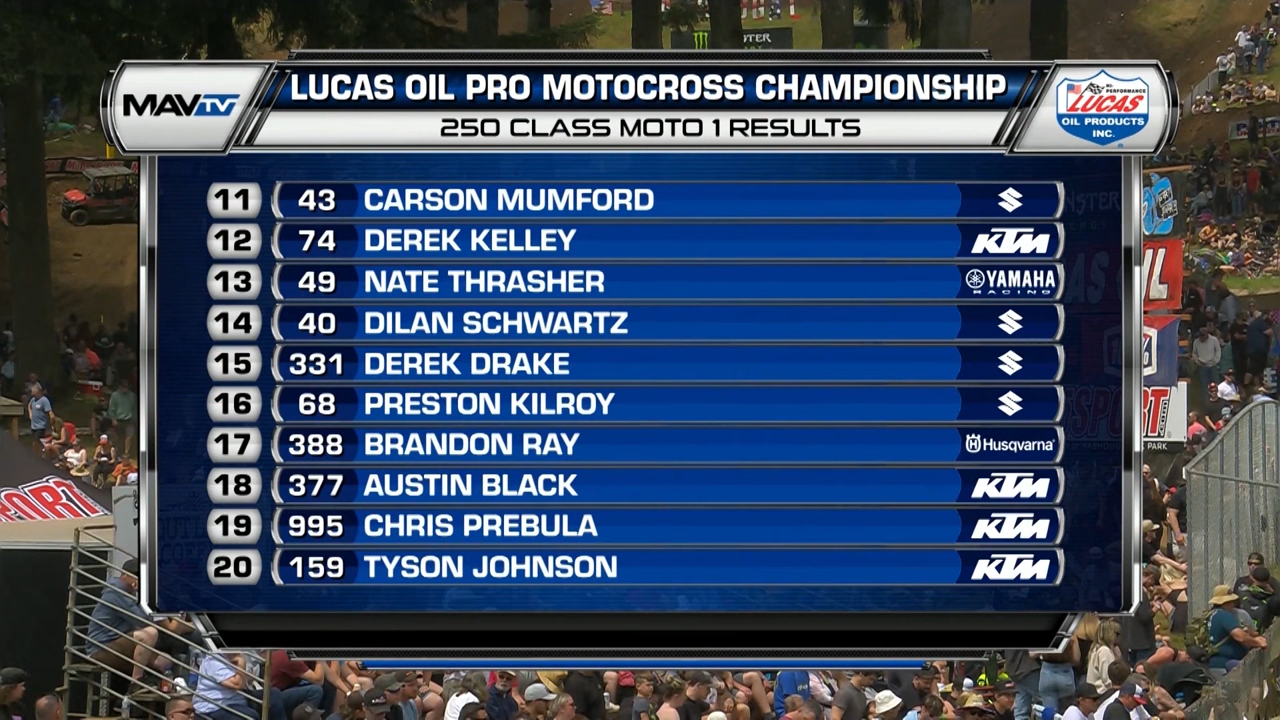 MONSTER
MAVTV
LUCAS OIL PRO MOTOCROSS CHAMPIONSHIP
250 CLASS MOTO 1 RESULTS
HI-PERFORMANCE
LUCAS
OIL PRODUCTS
INC.
11 43 CARSON MUMFORD
12 74 DEREK KELLEY KTM
13 49 NATE THRASHER YAMAHA
RACING
14 40 DILAN SCHWARTZ
15 331 DEREK DRAKE
16 68 PRESTON KILROY
17 388 BRANDON RAY Husqvarna
18 377 AUSTIN BLACK KTM
19 995 CHRIS PREBULA KTM
20 159 TYSON JOHNSON KTM